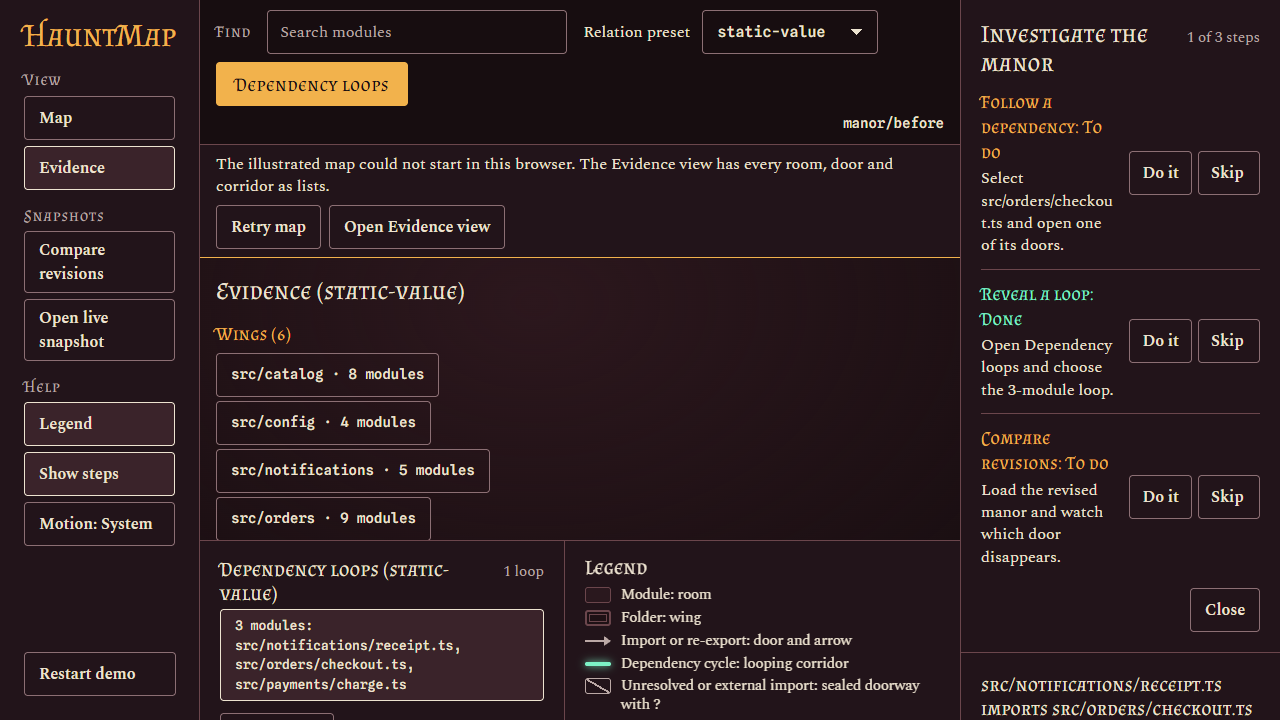 HauntMap
View
Map
Evidence
Snapshots
Compare
revisions
Open live
snapshot
Help
Legend
Show steps
Motion: System
Restart demo
Find
Search modules
Relation preset
static-value
Dependency loops
manor/before
The illustrated map could not start in this browser. The Evidence view has every room, door and
corridor as lists.
Retry map
Open Evidence view
Evidence (static-value)
Wings (6)
src/catalog · 8 modules
src/config · 4 modules
src/notifications · 5 modules
src/orders · 9 modules
Dependency loops (static-
value)
1 loop
3 modules:
src/notifications/receipt.ts,
src/orders/checkout.ts,
src/payments/charge.ts
Legend
Module: room
Folder: wing
Import or re-export: door and arrow
Dependency cycle: looping corridor
Unresolved or external import: sealed doorway
with ?
Investigate the
manor
1 of 3 steps
Follow a
dependency: To
do
Select
src/orders/checkou
t.ts and open one
of its doors.
Do it
Skip
Reveal a loop:
Done
Open Dependency
loops and choose
the 3-module loop.
Do it
Skip
Compare
revisions: To do
Load the revised
manor and watch
which door
disappears.
Do it
Skip
Close
src/notifications/receipt.ts
imports src/orders/checkout.ts